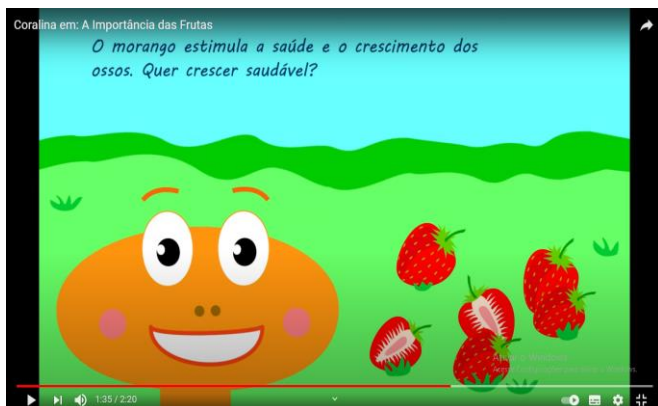 Coralina em: A Importância das Frutas
O morango estimula a saúde e o crescimento dos
ossos. Quer crescer saudável?
1:35 / 2:20